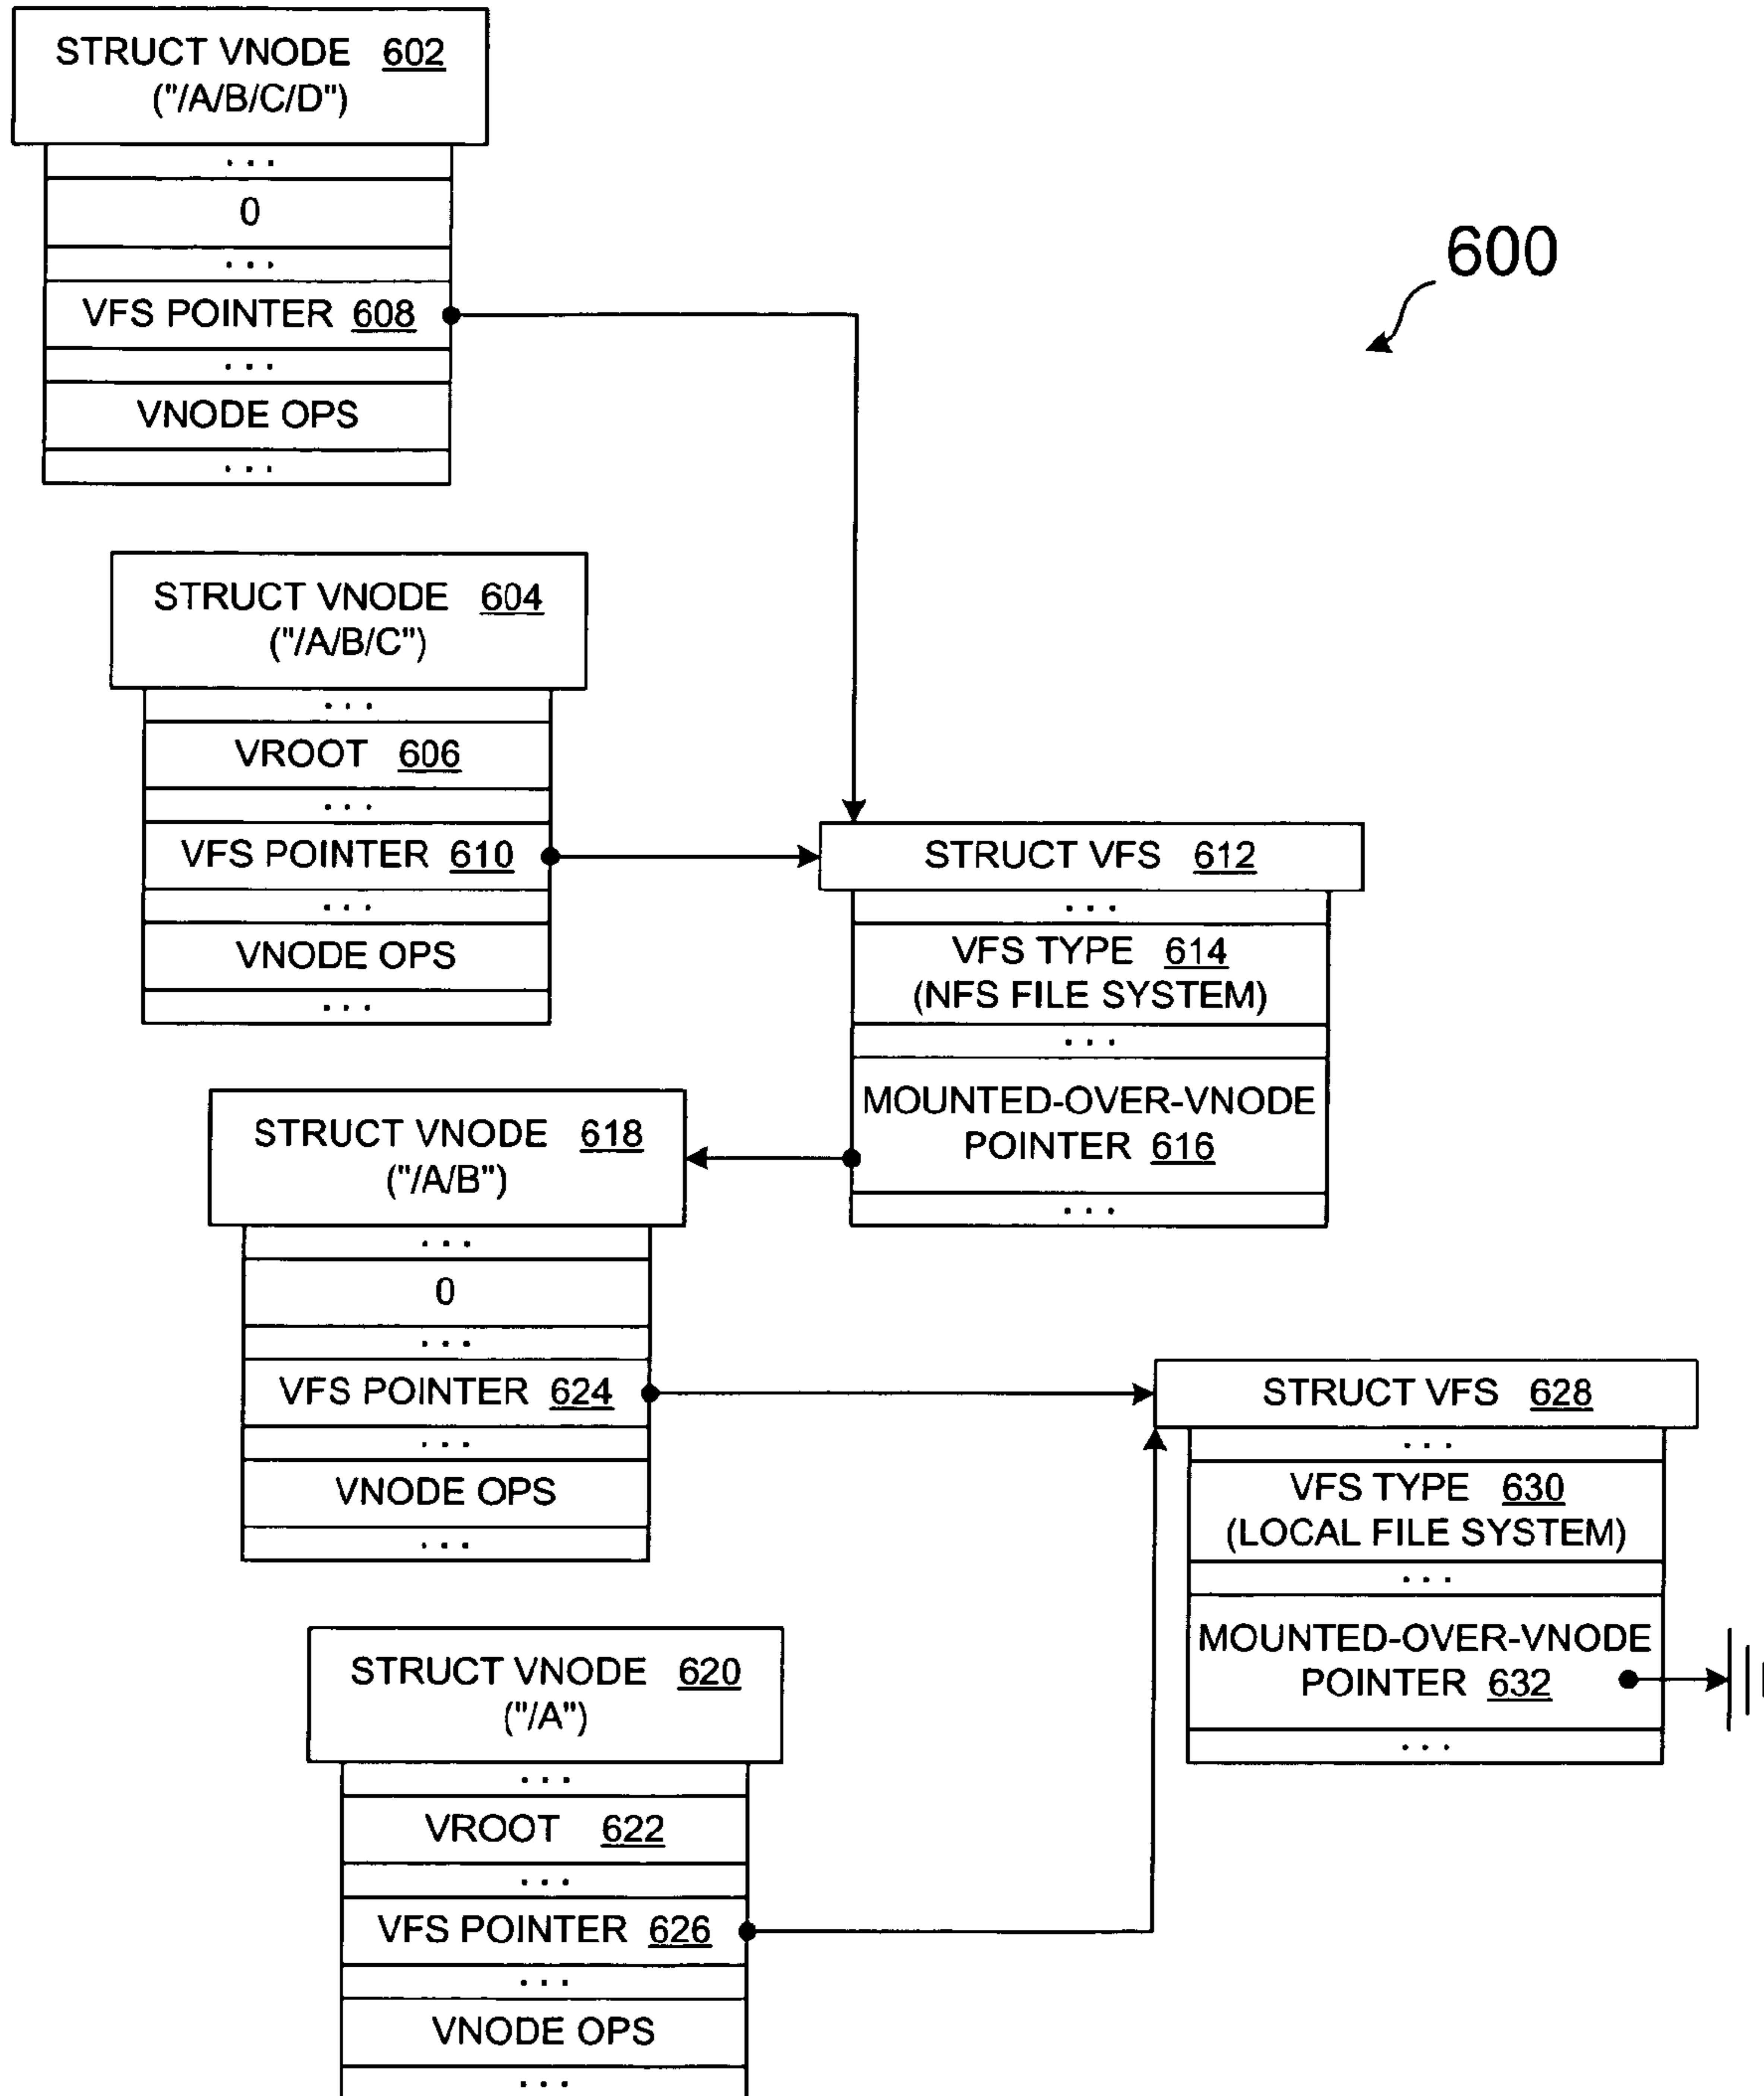 STRUCT VNODE 602
("/A/B/C/D")
...
0
...
VFS POINTER 608
...
VNODE OPS
...
600
STRUCT VNODE 604
("/A/B/C")
...
VROOT 606
...
VFS POINTER 610
...
VNODE OPS
...
STRUCT VFS 612
...
VFS TYPE 614
(NFS FILE SYSTEM)
...
MOUNTED-OVER-VNODE
POINTER 616
...
STRUCT VNODE 618
("/A/B")
...
0
...
VFS POINTER 624
...
VNODE OPS
...
STRUCT VFS 628
...
VFS TYPE 630
(LOCAL FILE SYSTEM)
...
MOUNTED-OVER-VNODE
POINTER 632
...
STRUCT VNODE 620
("/A")
...
VROOT 622
...
VFS POINTER 626
...
VNODE OPS
...